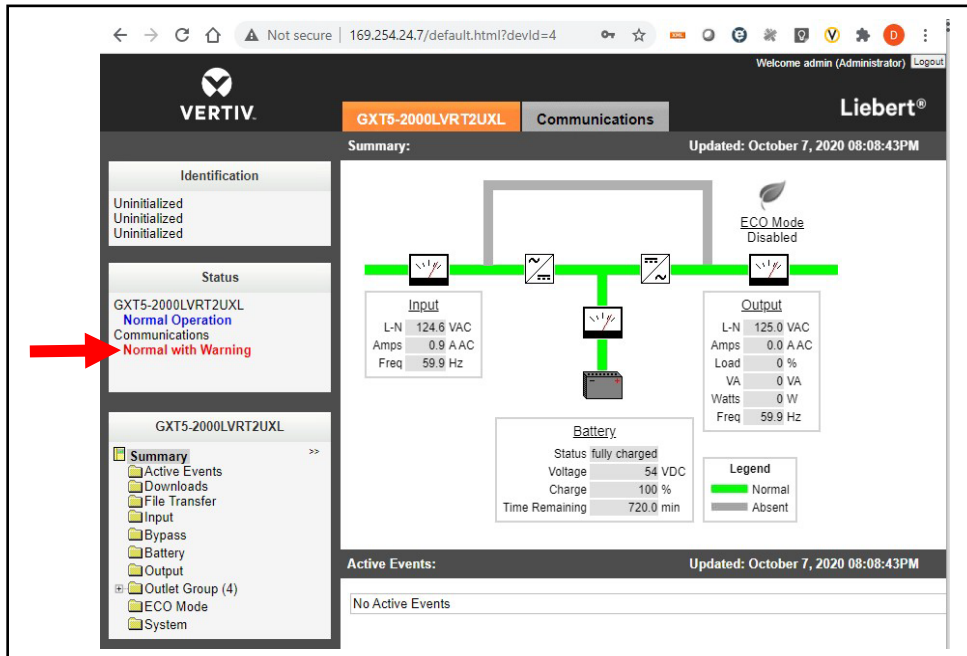 Not secure | 169.254.24.7/default.html?devId=4
Welcome admin (Administrator) Logout
VERTIV.
GXT5-2000LVRT2UXL Communications
Liebert®
Summary: Updated: October 7, 2020 08:08:43PM
Identification
Uninitialized
Uninitialized
Uninitialized
Status
GXT5-2000LVRT2UXL
Normal Operation
Communications
Normal with Warning
GXT5-2000LVRT2UXL
Summary >>
Active Events
Downloads
File Transfer
Input
Bypass
Battery
Output
Outlet Group (4)
ECO Mode
System
ECO Mode
Disabled
Input
L-N 124.6 VAC
Amps 0.9 A AC
Freq 59.9 Hz
Output
L-N 125.0 VAC
Amps 0.0 A AC
Load 0 %
VA 0 VA
Watts 0 W
Freq 59.9 Hz
Battery
Status fully charged
Voltage 54 VDC
Charge 100 %
Time Remaining 720.0 min
Legend
Normal
Absent
Active Events: Updated: October 7, 2020 08:08:43PM
No Active Events